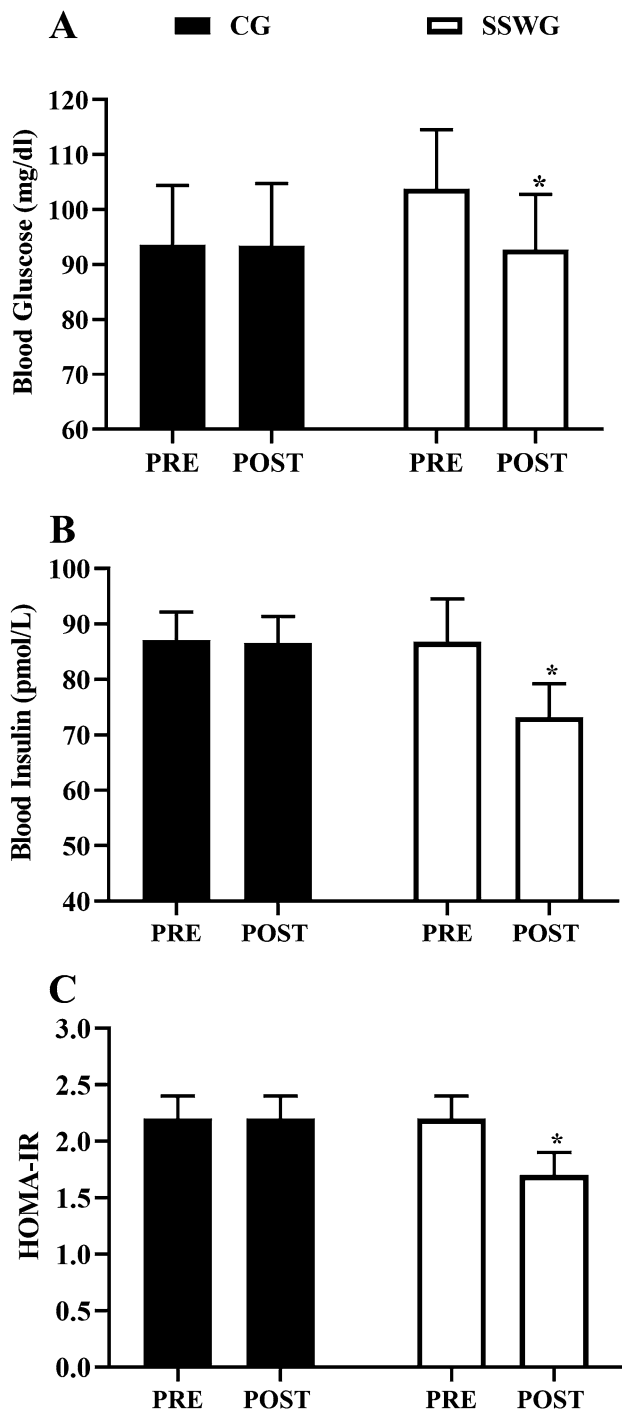 A CG SSWG
Blood Gluscose (mg/dl)
120
110
100
90
80
70
60
*
PRE POST PRE POST
B
Blood Insulin (pmol/L)
100
90
80
70
60
50
40
*
PRE POST PRE POST
C
HOMA-IR
3.0
2.5
2.0
1.5
1.0
0.5
0.0
*
PRE POST PRE POST